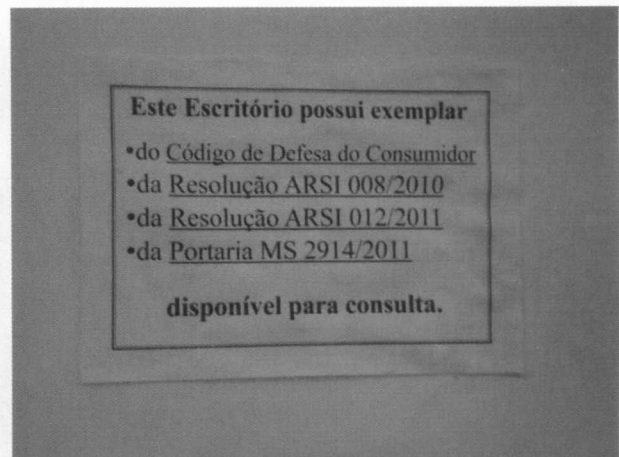 Este Escritório possui exemplar
•do Código de Defesa do Consumidor
•da Resolução ARSI 008/2010
•da Resolução ARSI 012/2011
•da Portaria MS 2914/2011
disponível para consulta.